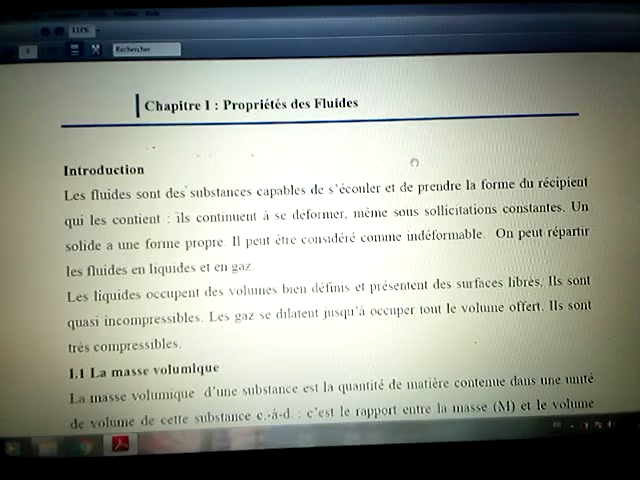 Fenêtre Aide
118%
3
Rechercher
Chapitre I : Propriétés des Fluides
Introduction
Les fluides sont des substances capables de s'écouler et de prendre la forme du récipient
qui les contient : ils continuent à se déformer, même sous sollicitations constantes. Un
solide a une forme propre. Il peut être considéré comme indéformable. On peut répartir
les fluides en liquides et en gaz.
Les liquides occupent des volumes bien définis et présentent des surfaces libres. Ils sont
quasi incompressibles. Les gaz se dilatent jusqu'à occuper tout le volume offert. Ils sont
très compressibles.
I.1 La masse volumique
La masse volumique d'une substance est la quantité de matière contenue dans une unité
de volume de cette substance c.-à-d. : c'est le rapport entre la masse (M) et le volume